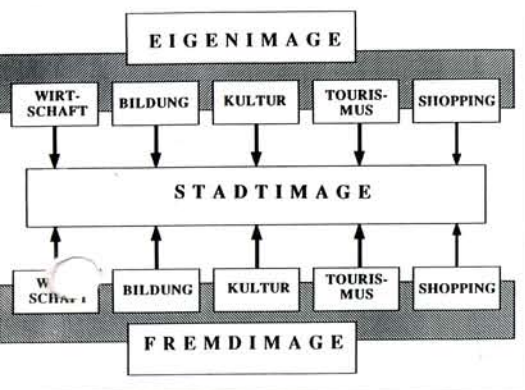 EIGENIMAGE
WIRT-
SCHAFT
BILDUNG
KULTUR
TOURIS-
MUS
SHOPPING
STADTIMAGE
BILDUNG
KULTUR
TOURIS-
MUS
SHOPPING
FREMDIMAGE